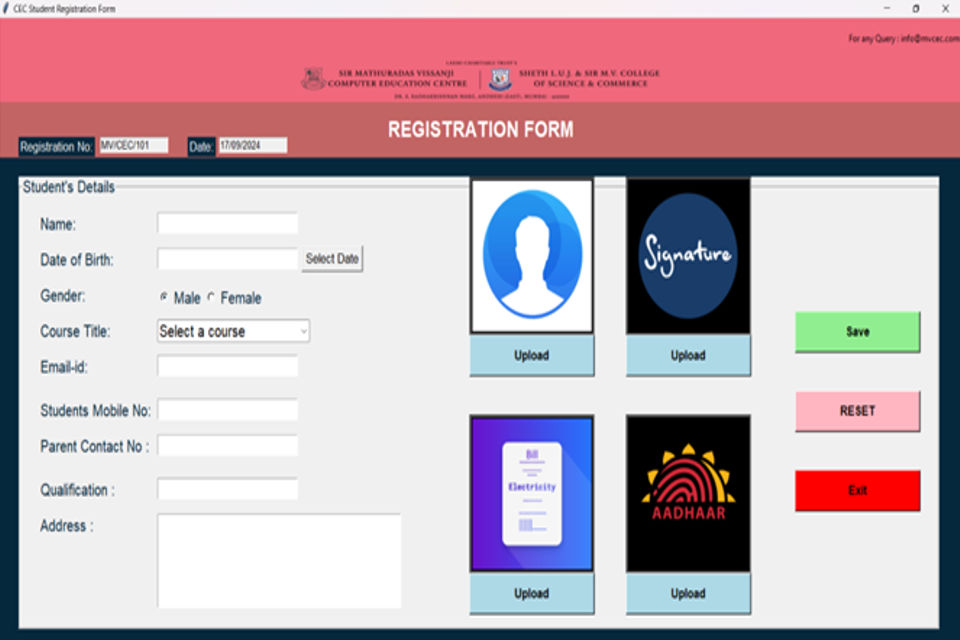 CEC Student Registration Form
For any Query : info@mvcec.com
LAXMI CHARITABLE TRUST'S
SIR MATHURADAS VISSANJI
COMPUTER EDUCATION CENTRE
SHETH L.U.J. & SIR M.V. COLLEGE
OF SCIENCE & COMMERCE
DR. S. RADHAKRISHNAN MARG, ANDHERI (EAST), MUMBAI - 400069
REGISTRATION FORM
Registration No: MV/CEC/101 Date: 17/09/2024
Student's Details
Name:
Date of Birth: Select Date
Gender: Male Female
Course Title: Select a course
Email-id:
Students Mobile No:
Parent Contact No :
Qualification :
Address :
Signature
Upload
Upload
Bill
Electricity
AADHAAR
Upload
Upload
Save
RESET
Exit